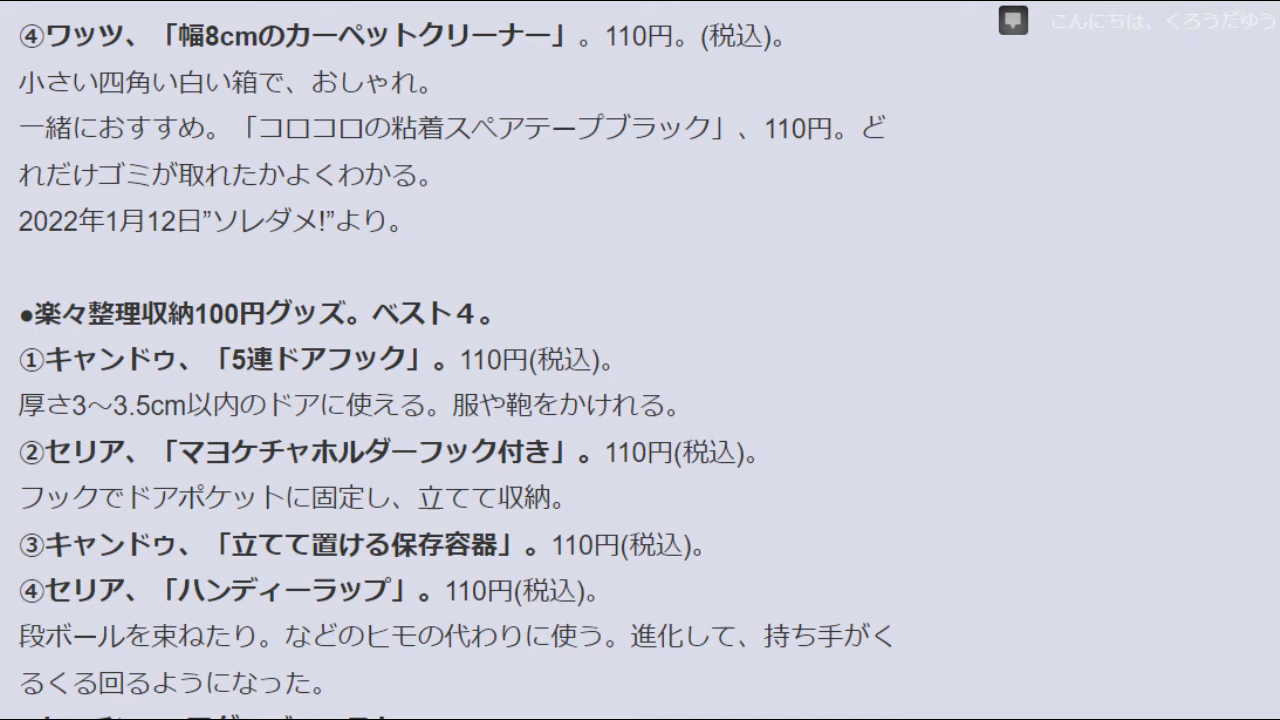 こんにちは、くろうだゆう
④ワッツ、「幅8cmのカーペットクリーナー」。110円。(税込)。
小さい四角い白い箱で、おしゃれ。
一緒におすすめ。「コロコロの粘着スペアテープブラック」、110円。ど
れだけゴミが取れたかよくわかる。
2022年1月12日”ソレダメ!”より。
●楽々整理収納100円グッズ。ベスト４。
①キャンドゥ、「5連ドアフック」。110円(税込)。
厚さ3〜3.5cm以内のドアに使える。服や鞄をかけれる。
②セリア、「マヨケチャホルダーフック付き」。110円(税込)。
フックでドアポケットに固定し、立てて収納。
③キャンドゥ、「立てて置ける保存容器」。110円(税込)。
④セリア、「ハンディーラップ」。110円(税込)。
段ボールを束ねたり。などのヒモの代わりに使う。進化して、持ち手がく
るくる回るようになった。